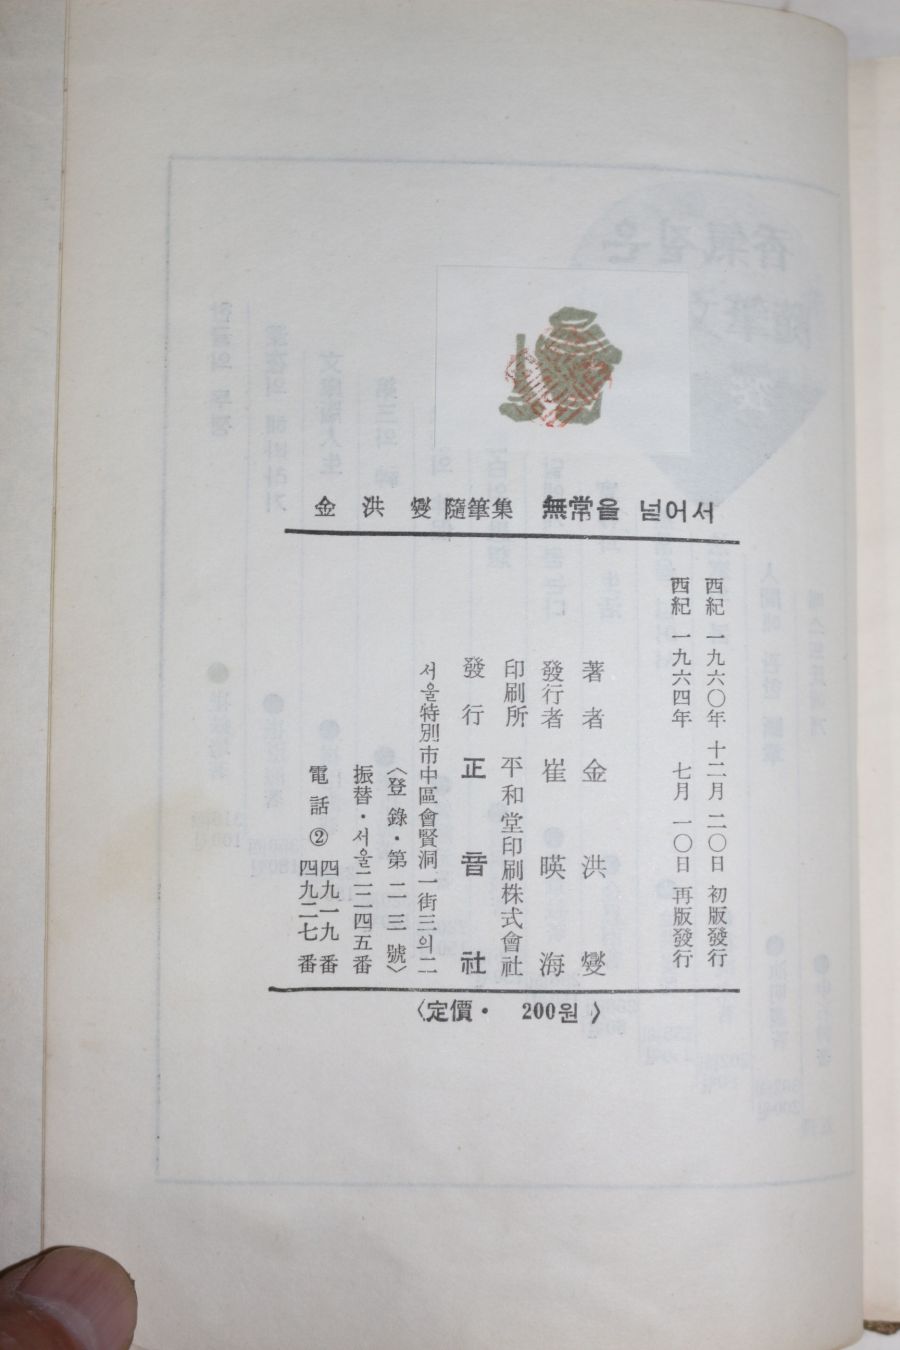 金洪燮 隨筆集 無常을 넘어서
西紀 一九六〇年 十二月 二〇日 初版發行
西紀 一九六四年 七月 一〇日 再版發行
著者 金洪燮
發行者 崔暎海
印刷所 平和堂印刷株式會社
發行 正音社
서울特別市中區會賢洞一街三의二
〈登錄・第二三號〉
振替・서울二二四五番
電話② 四九一九番
四九二七番
〈定價・ 200원〉